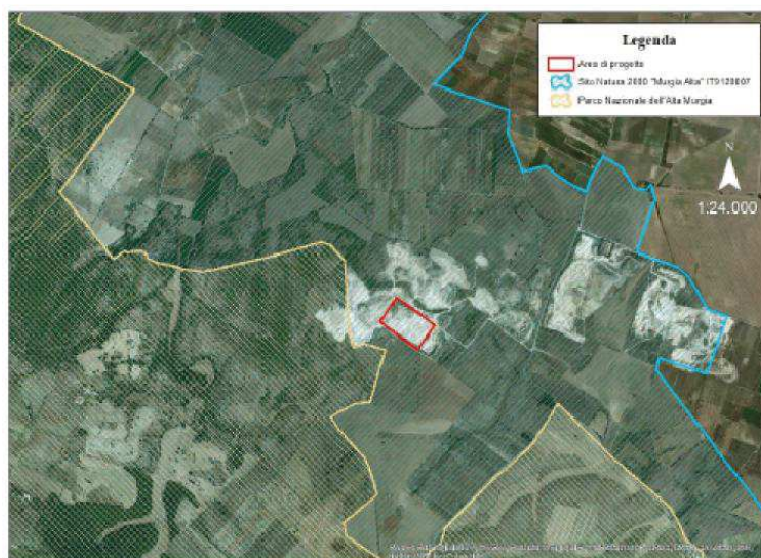 Legenda
Area di progetto
Sito Natura 2000 "Murgia Alta" IT9120007
Parco Nazionale dell'Alta Murgia
N
1:24.000